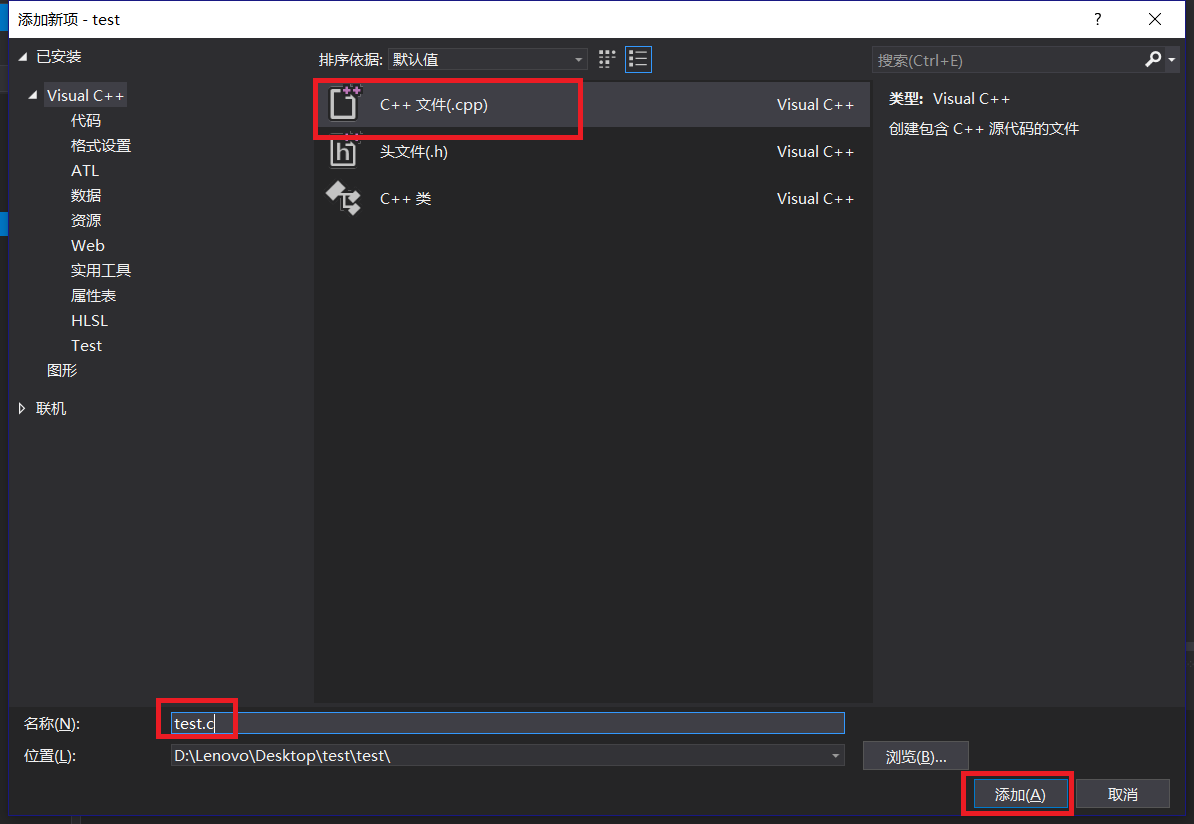 添加新项 - test
?
已安装
Visual C++
代码
格式设置
ATL
数据
资源
Web
实用工具
属性表
HLSL
Test
图形
联机
排序依据: 默认值
C++ 文件(.cpp) Visual C++
头文件(.h) Visual C++
C++ 类 Visual C++
搜索(Ctrl+E)
类型: Visual C++
创建包含 C++ 源代码的文件
名称(N): test.c
位置(L): D:\Lenovo\Desktop\test\test\
浏览(B)...
添加(A) 取消